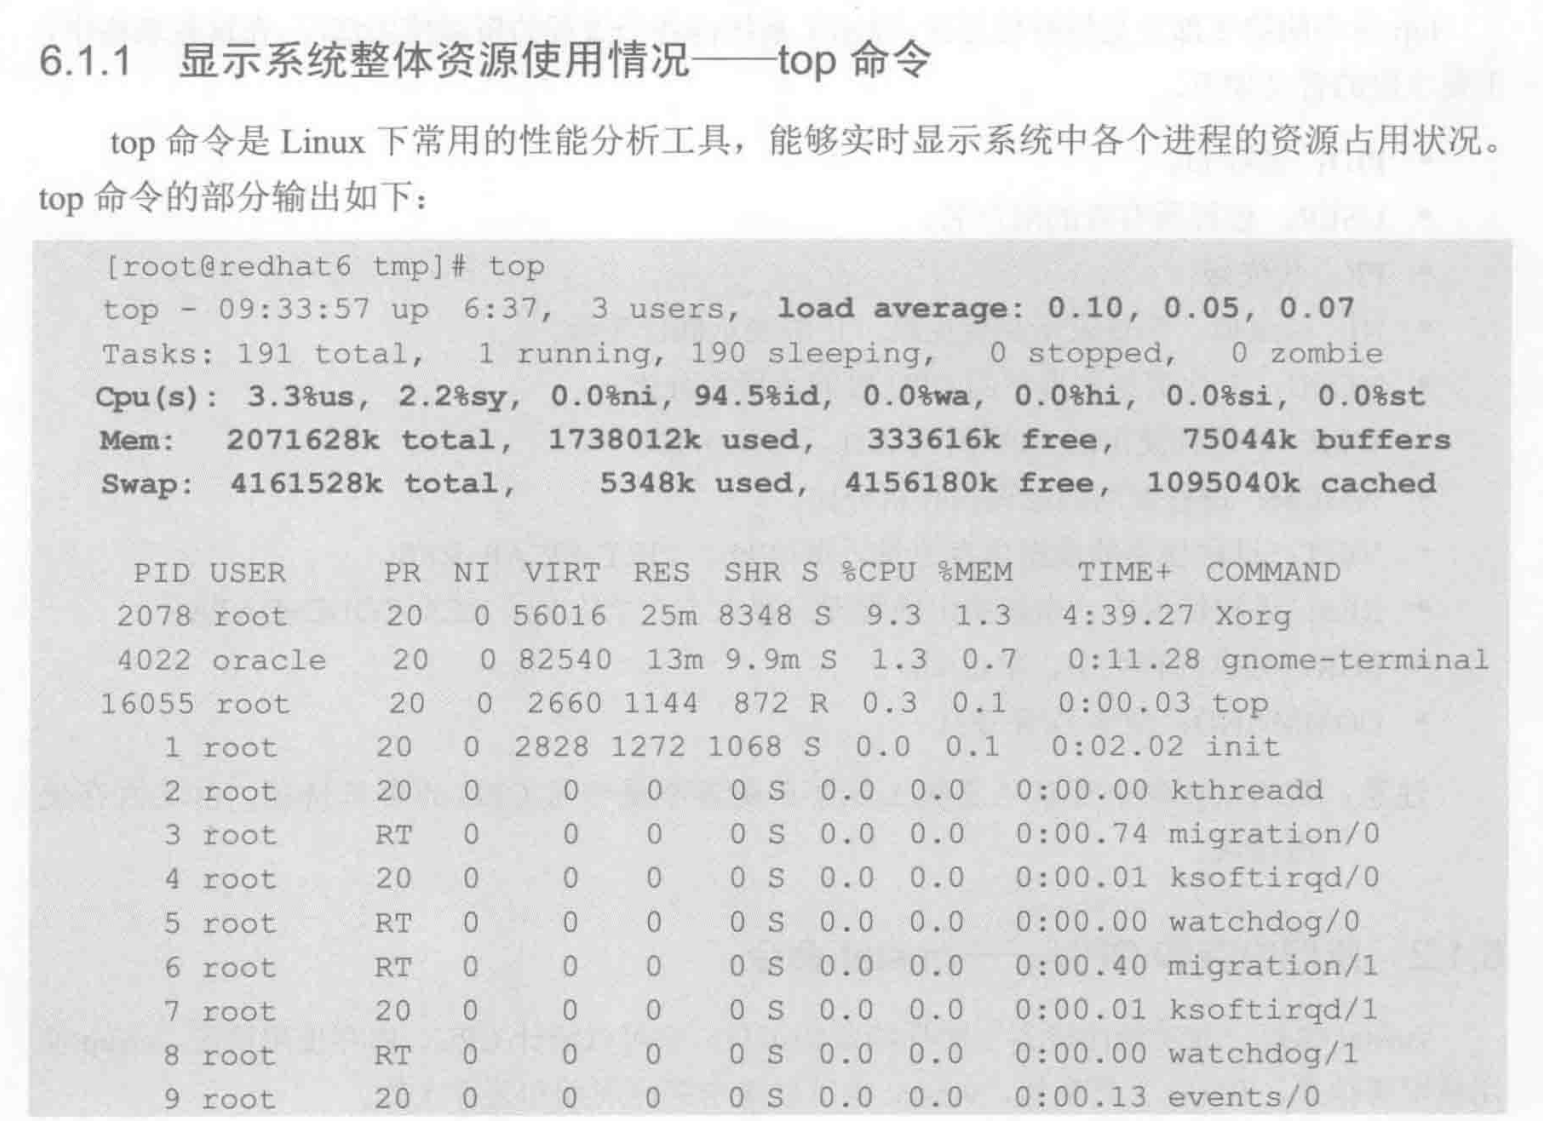 6.1.1 显示系统整体资源使用情况——top 命令
top 命令是 Linux 下常用的性能分析工具，能够实时显示系统中各个进程的资源占用状况。
top 命令的部分输出如下：
[root@redhat6 tmp]# top
top - 09:33:57 up  6:37,  3 users,  load average: 0.10, 0.05, 0.07
Tasks: 191 total,   1 running, 190 sleeping,   0 stopped,   0 zombie
Cpu(s):  3.3%us,  2.2%sy,  0.0%ni, 94.5%id,  0.0%wa,  0.0%hi,  0.0%si,  0.0%st
Mem:   2071628k total,  1738012k used,   333616k free,    75044k buffers
Swap:  4161528k total,     5348k used,  4156180k free,  1095040k cached
PID USER      PR  NI  VIRT  RES  SHR S %CPU %MEM    TIME+  COMMAND
2078 root      20   0 56016  25m 8348 S  9.3  1.3   4:39.27 Xorg
4022 oracle    20   0 82540  13m 9.9m S  1.3  0.7   0:11.28 gnome-terminal
16055 root      20   0  2660 1144  872 R  0.3  0.1   0:00.03 top
1 root      20   0  2828 1272 1068 S  0.0  0.1   0:02.02 init
2 root      20   0     0    0    0 S  0.0  0.0   0:00.00 kthreadd
3 root      RT   0     0    0    0 S  0.0  0.0   0:00.74 migration/0
4 root      20   0     0    0    0 S  0.0  0.0   0:00.01 ksoftirqd/0
5 root      RT   0     0    0    0 S  0.0  0.0   0:00.00 watchdog/0
6 root      RT   0     0    0    0 S  0.0  0.0   0:00.40 migration/1
7 root      20   0     0    0    0 S  0.0  0.0   0:00.01 ksoftirqd/1
8 root      RT   0     0    0    0 S  0.0  0.0   0:00.00 watchdog/1
9 root      20   0     0    0    0 S  0.0  0.0   0:00.13 events/0